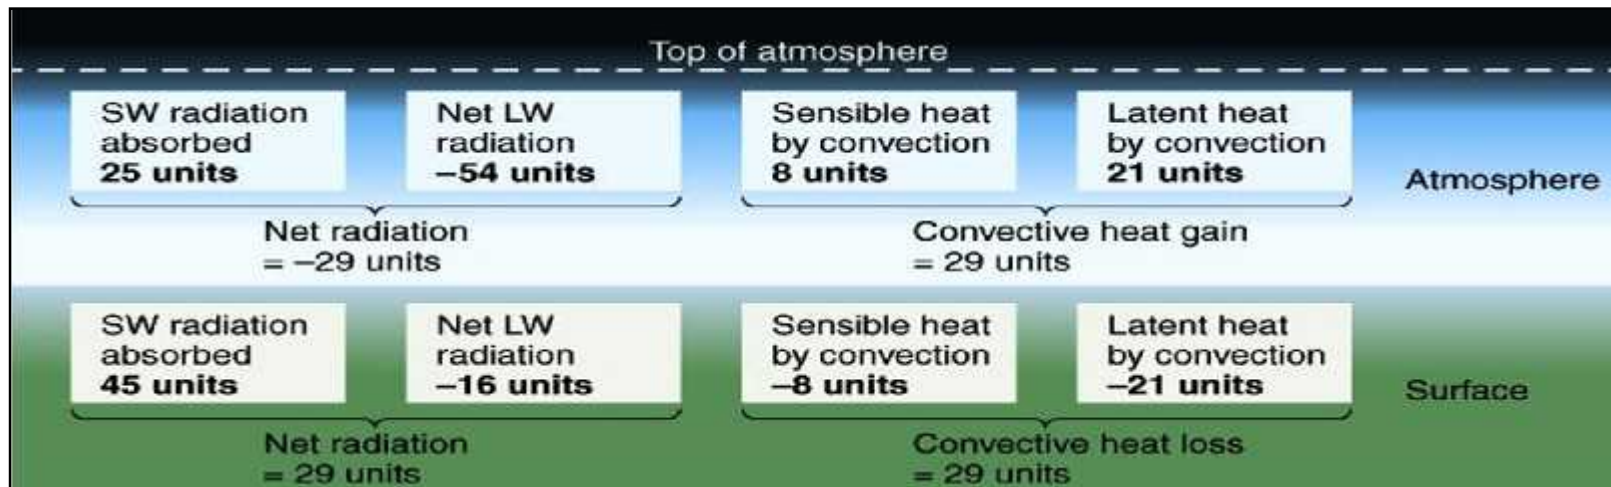 Top of atmosphere
SW radiation
absorbed
25 units
Net LW
radiation
–54 units
Sensible heat
by convection
8 units
Latent heat
by convection
21 units
Atmosphere
Net radiation
= –29 units
Convective heat gain
= 29 units
SW radiation
absorbed
45 units
Net LW
radiation
–16 units
Sensible heat
by convection
–8 units
Latent heat
by convection
–21 units
Surface
Net radiation
= 29 units
Convective heat loss
= 29 units